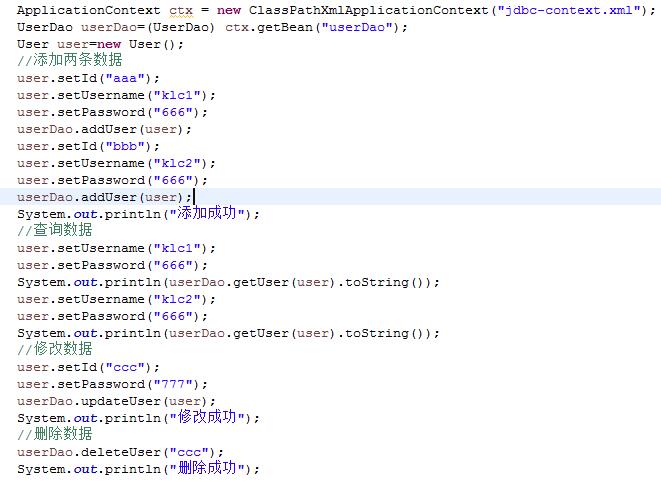 ApplicationContext ctx = new ClassPathXmlApplicationContext("jdbc-context.xml");
UserDao userDao=(UserDao) ctx.getBean("userDao");
User user=new User();
//添加两条数据
user.setId("aaa");
user.setUsername("klc1");
user.setPassword("666");
userDao.addUser(user);
user.setId("bbb");
user.setUsername("klc2");
user.setPassword("666");
userDao.addUser(user);
System.out.println("添加成功");
//查询数据
user.setUsername("klc1");
user.setPassword("666");
System.out.println(userDao.getUser(user).toString());
user.setUsername("klc2");
user.setPassword("666");
System.out.println(userDao.getUser(user).toString());
//修改数据
user.setId("ccc");
user.setPassword("777");
userDao.updateUser(user);
System.out.println("修改成功");
//删除数据
userDao.deleteUser("ccc");
System.out.println("删除成功");